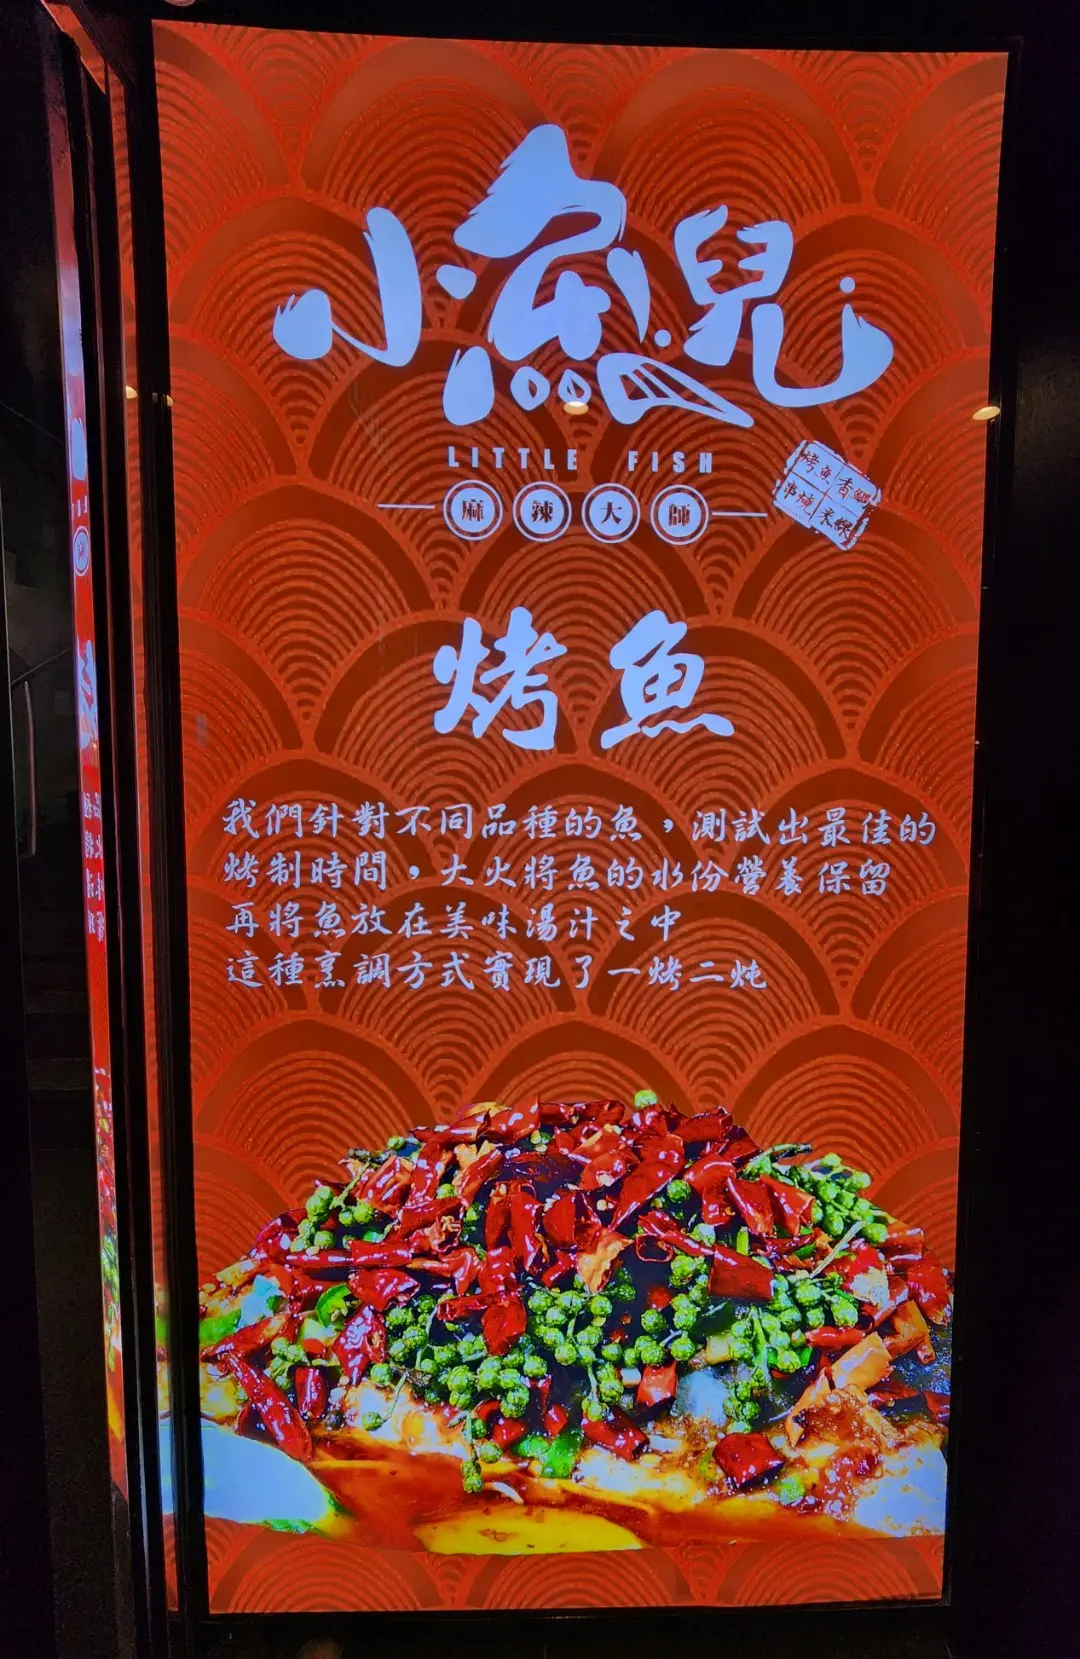 小魚兒
LITTLE FISH
麻辣大師
烤魚
香鍋
串燒
米線
烤魚
我們針對不同品種的魚，測試出最佳的
烤制時間，大火將魚的水份營養保留
再將魚放在美味湯汁之中
這種烹調方式實現了一烤二炖